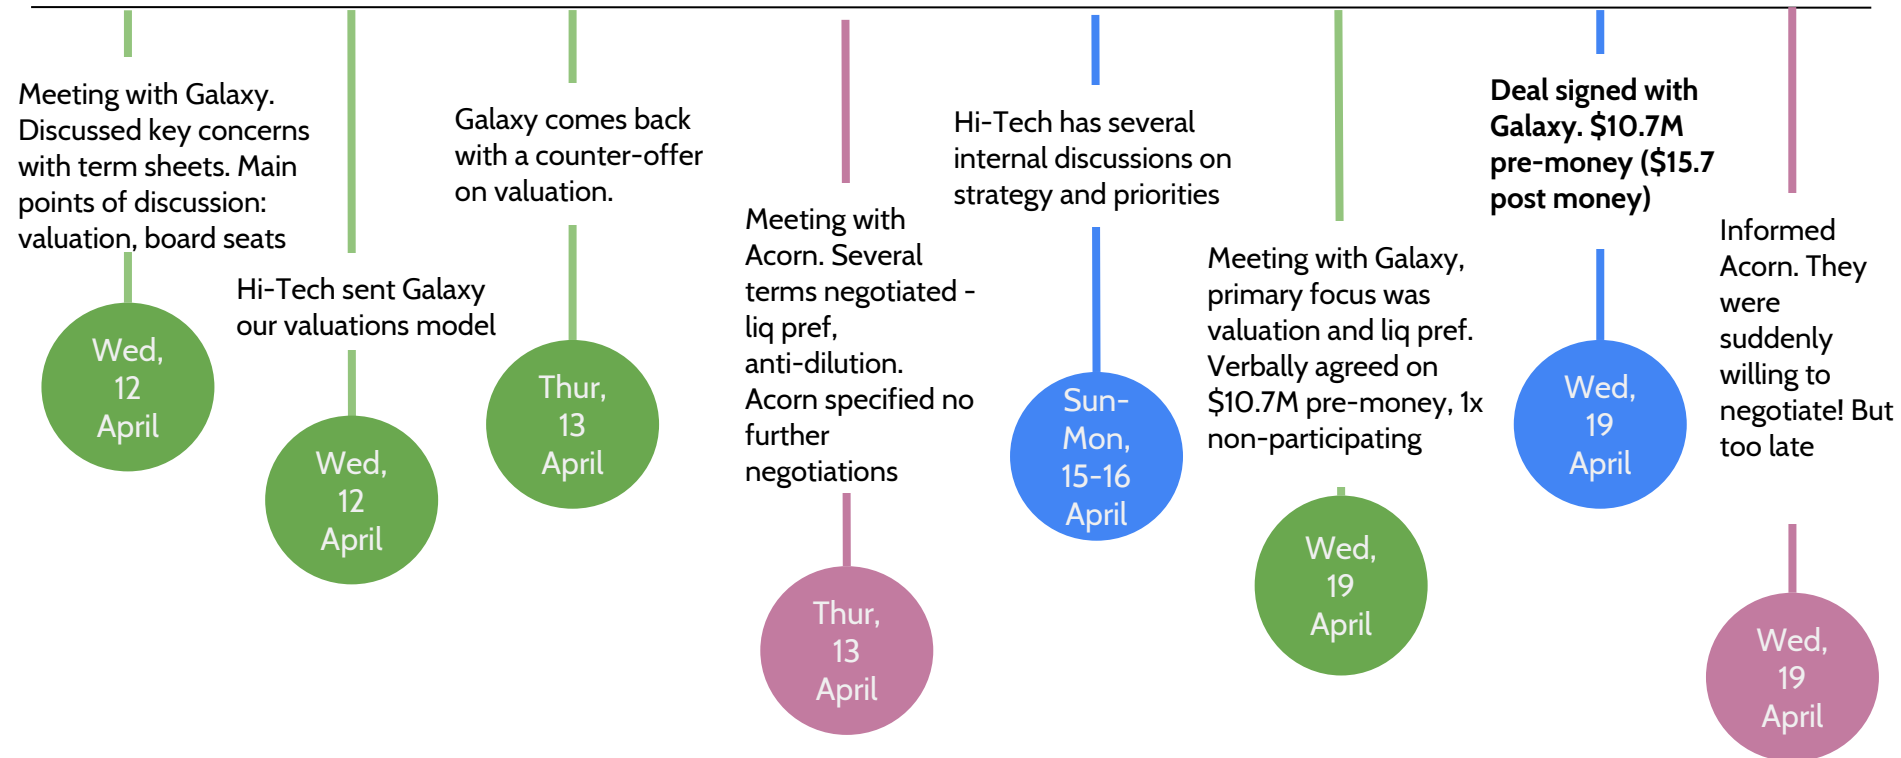 Meeting with Galaxy.
Discussed key concerns
with term sheets. Main
points of discussion:
valuation, board seats
Wed,
12
April
Hi-Tech sent Galaxy
our valuations model
Wed,
12
April
Galaxy comes back
with a counter-offer
on valuation.
Thur,
13
April
Meeting with
Acorn. Several
terms negotiated -
liq pref,
anti-dilution.
Acorn specified no
further
negotiations
Thur,
13
April
Hi-Tech has several
internal discussions on
strategy and priorities
Sun-
Mon,
15-16
April
Meeting with Galaxy,
primary focus was
valuation and liq pref.
Verbally agreed on
$10.7M pre-money, 1x
non-participating
Wed,
19
April
Deal signed with
Galaxy. $10.7M
pre-money ($15.7
post money)
Wed,
19
April
Informed
Acorn. They
were
suddenly
willing to
negotiate! But
too late
Wed,
19
April